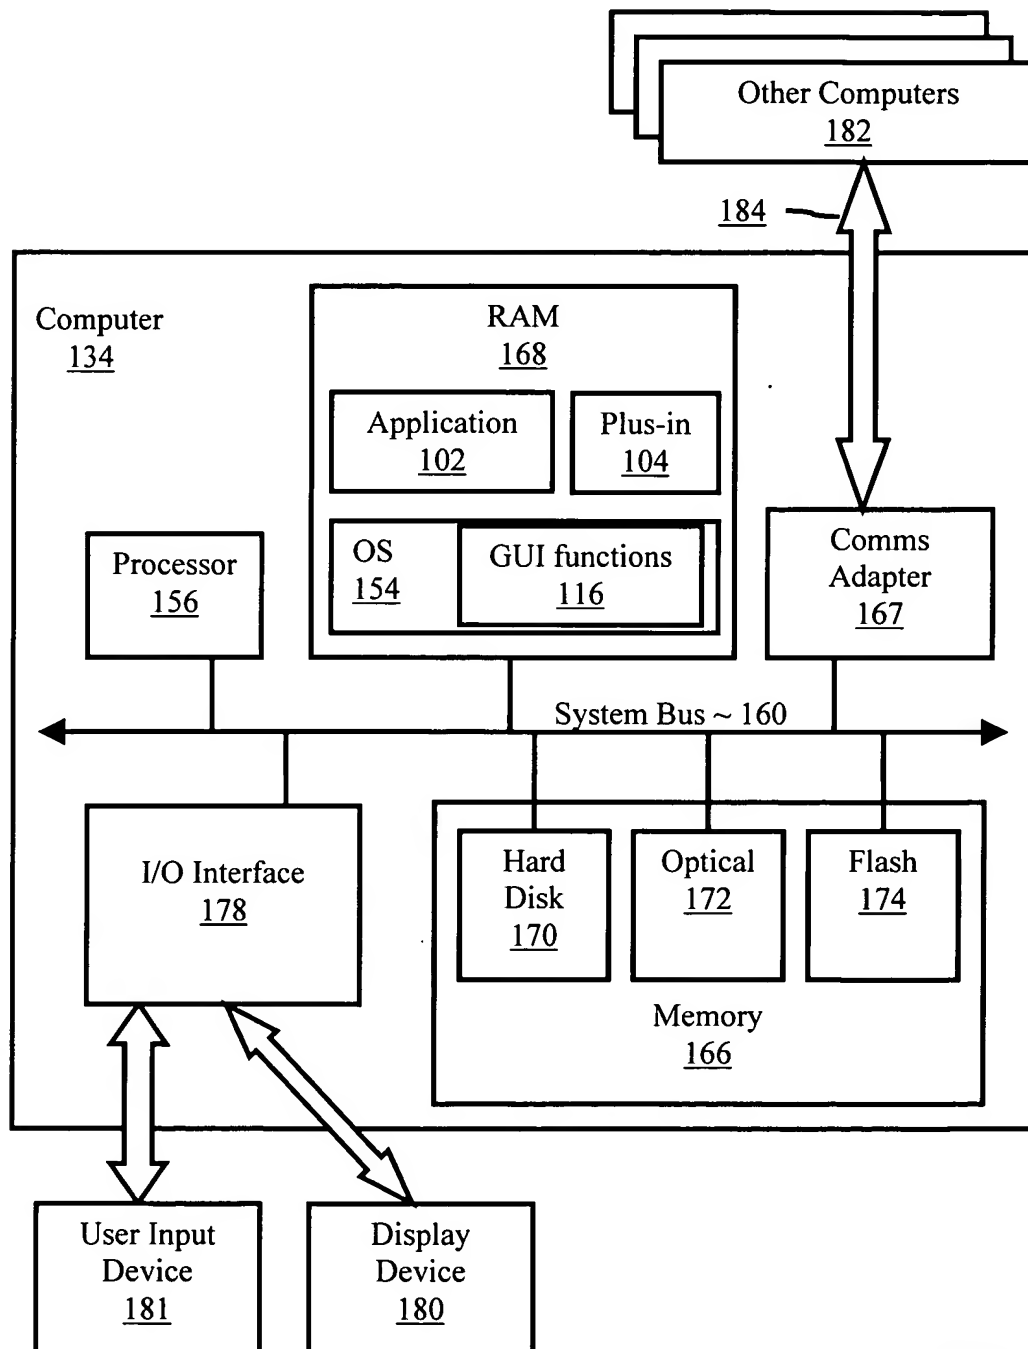 Other Computers
182
184
Computer
134
RAM
168
Application
102
Plus-in
104
OS
154
GUI functions
116
Processor
156
Comms
Adapter
167
System Bus ~ 160
I/O Interface
178
Hard
Disk
170
Optical
172
Flash
174
Memory
166
User Input
Device
181
Display
Device
180